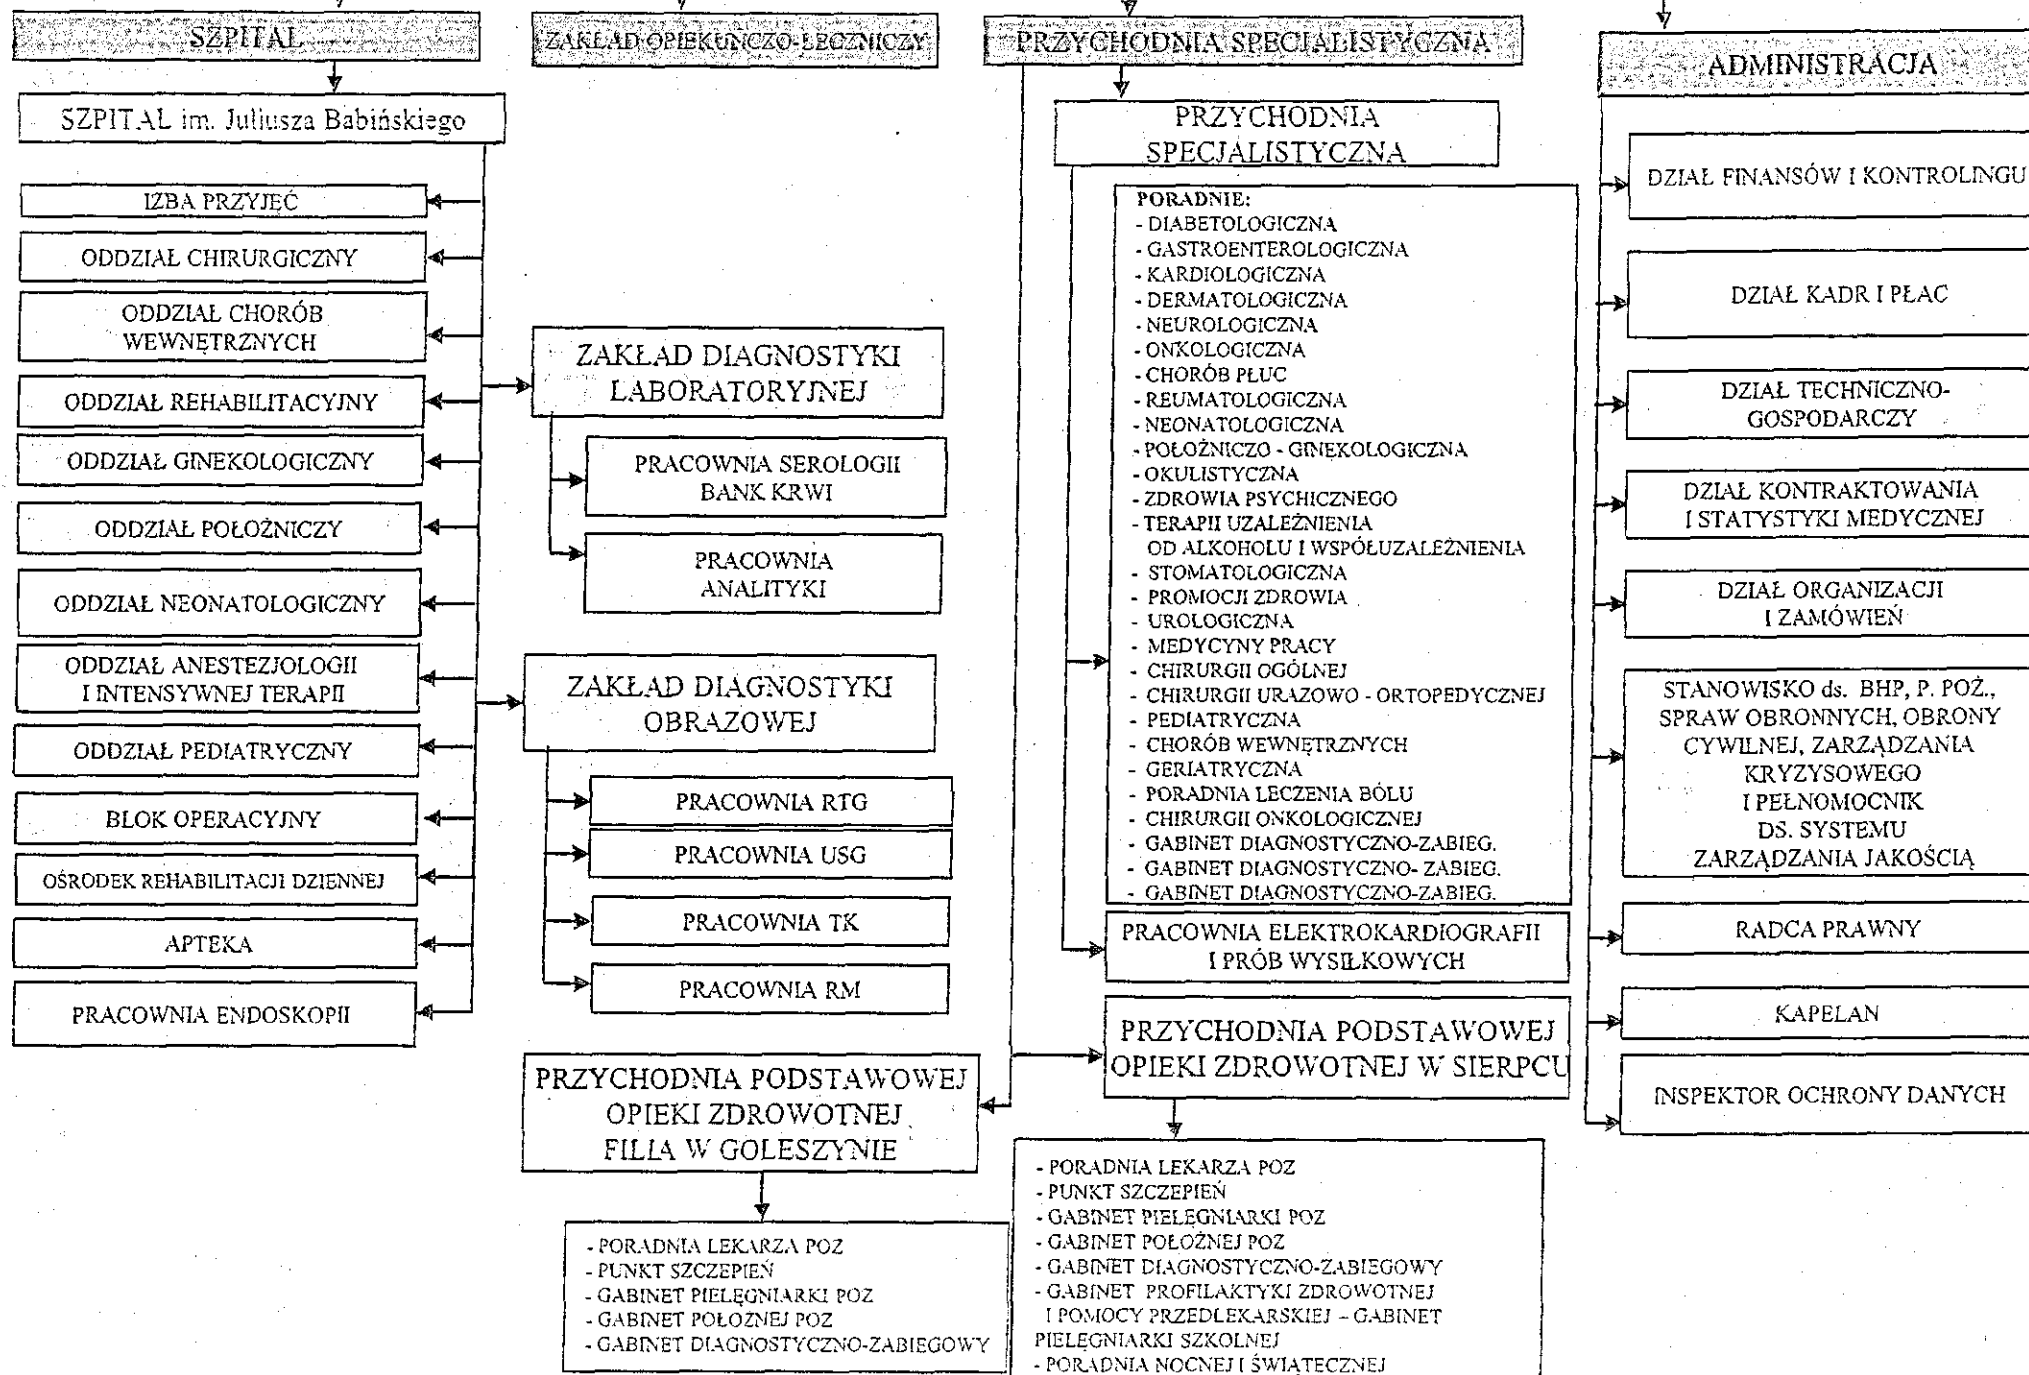 SZPITAL
SZPITAL im. Juliusza Babińskiego
IZBA PRZYJĘĆ
ODDZIAŁ CHIRURGICZNY
ODDZIAŁ CHORÓB
WEWNĘTRZNYCH
ODDZIAŁ REHABILITACYJNY
ODDZIAŁ GINEKOLOGICZNY
ODDZIAŁ POŁOŻNICZY
ODDZIAŁ NEONATOLOGICZNY
ODDZIAŁ ANESTEZJOLOGII
I INTENSYWNEJ TERAPII
ODDZIAŁ PEDIATRYCZNY
BLOK OPERACYJNY
OŚRODEK REHABILITACJI DZIENNEJ
APTEKA
PRACOWNIA ENDOSKOPII
ZAKŁAD OPIEKUŃCZO-LECZNICZY
ZAKŁAD DIAGNOSTYKI
LABORATORYJNEJ
PRACOWNIA SEROLOGII
BANK KRWI
PRACOWNIA
ANALITYKI
ZAKŁAD DIAGNOSTYKI
OBRAZOWEJ
PRACOWNIA RTG
PRACOWNIA USG
PRACOWNIA TK
PRACOWNIA RM
PRZYCHODNIA PODSTAWOWEJ
OPIEKI ZDROWOTNEJ
FILIA W GOLESZYNIE
- PORADNIA LEKARZA POZ
- PUNKT SZCZEPIEŃ
- GABINET PIELĘGNIARKI POZ
- GABINET POŁOŻNEJ POZ
- GABINET DIAGNOSTYCZNO-ZABIEGOWY
PRZYCHODNIA SPECJALISTYCZNA
PRZYCHODNIA
SPECJALISTYCZNA
PORADNIE:
- DIABETOLOGICZNA
- GASTROENTEROLOGICZNA
- KARDIOLOGICZNA
- DERMATOLOGICZNA
- NEUROLOGICZNA
- ONKOLOGICZNA
- CHORÓB PŁUC
- REUMATOLOGICZNA
- NEONATOLOGICZNA
- POŁOŻNICZO - GINEKOLOGICZNA
- OKULISTYCZNA
- ZDROWIA PSYCHICZNEGO
- TERAPII UZALEŻNIENIA
OD ALKOHOLU I WSPÓŁUZALEŻNIENIA
- STOMATOLOGICZNA
- PROMOCJI ZDROWIA
- UROLOGICZNA
- MEDYCYNY PRACY
- CHIRURGII OGÓLNEJ
- CHIRURGII URAZOWO - ORTOPEDYCZNEJ
- PEDIATRYCZNA
- CHORÓB WEWNĘTRZNYCH
- GERIATRYCZNA
- PORADNIA LECZENIA BÓLU
- CHIRURGII ONKOLOGICZNEJ
- GABINET DIAGNOSTYCZNO-ZABIEG.
- GABINET DIAGNOSTYCZNO- ZABIEG.
- GABINET DIAGNOSTYCZNO-ZABIEG.
PRACOWNIA ELEKTROKARDIOGRAFII
I PRÓB WYSIŁKOWYCH
PRZYCHODNIA PODSTAWOWEJ
OPIEKI ZDROWOTNEJ W SIERPCU
- PORADNIA LEKARZA POZ
- PUNKT SZCZEPIEŃ
- GABINET PIELĘGNIARKI POZ
- GABINET POŁOŻNEJ POZ
- GABINET DIAGNOSTYCZNO-ZABIEGOWY
- GABINET PROFILAKTYKI ZDROWOTNEJ
I POMOCY PRZEDLEKARSKIEJ – GABINET
PIELĘGNIARKI SZKOLNEJ
- PORADNIA NOCNEJ I ŚWIĄTECZNEJ
ADMINISTRACJA
DZIAŁ FINANSÓW I KONTROLINGU
DZIAŁ KADR I PŁAC
DZIAŁ TECHNICZNO-
GOSPODARCZY
DZIAŁ KONTRAKTOWANIA
I STATYSTYKI MEDYCZNEJ
DZIAŁ ORGANIZACJI
I ZAMÓWIEŃ
STANOWISKO ds. BHP, P. POŻ.,
SPRAW OBRONNYCH, OBRONY
CYWILNEJ, ZARZĄDZANIA
KRYZYSOWEGO
I PEŁNOMOCNIK
DS. SYSTEMU
ZARZĄDZANIA JAKOŚCIĄ
RADCA PRAWNY
KAPELAN
INSPEKTOR OCHRONY DANYCH